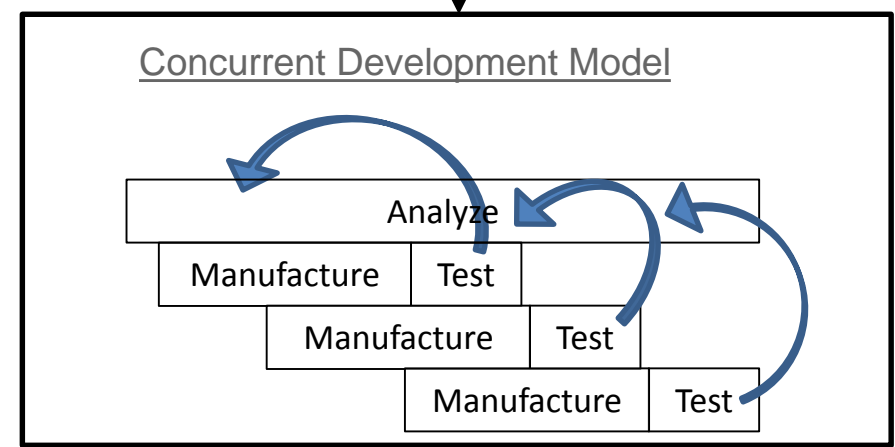 Concurrent Development Model
Analyze
Manufacture Test
Manufacture Test
Manufacture Test